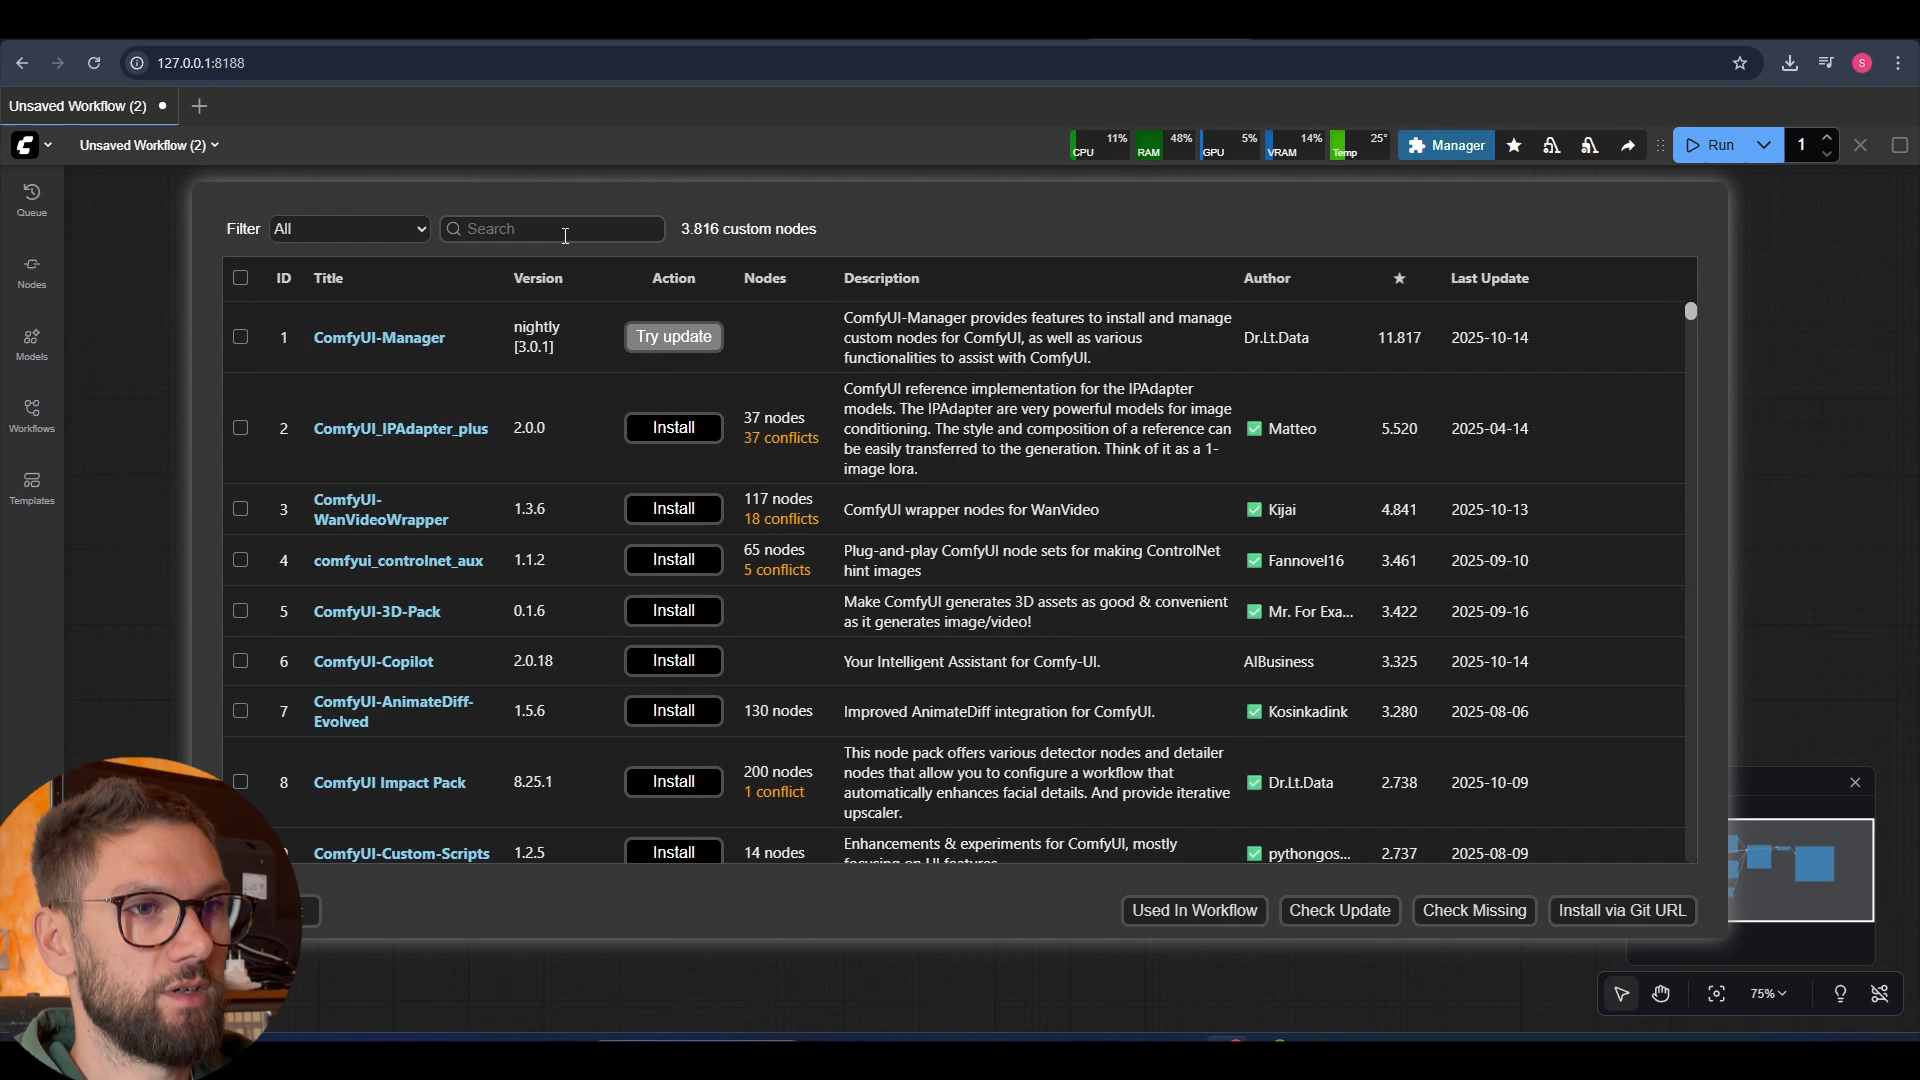 127.0.0.1:8188
Unsaved Workflow (2)
Unsaved Workflow (2)
CPU 11% RAM 48% GPU 5% VRAM 14% Temp 25°
Manager
Run
1
Queue
Nodes
Models
Workflows
Templates
Filter All Search 3.816 custom nodes
ID Title Version Action Nodes Description Author ★ Last Update
1 ComfyUI-Manager nightly [3.0.1] Try update ComfyUI-Manager provides features to install and manage
custom nodes for ComfyUI, as well as various
functionalities to assist with ComfyUI. Dr.Lt.Data 11.817 2025-10-14
2 ComfyUI_IPAdapter_plus 2.0.0 Install 37 nodes
37 conflicts
ComfyUI reference implementation for the IPAdapter
models. The IPAdapter are very powerful models for image
conditioning. The style and composition of a reference can
be easily transferred to the generation. Think of it as a 1-
image lora.
Matteo 5.520 2025-04-14
3 ComfyUI-
WanVideoWrapper 1.3.6 Install 117 nodes
18 conflicts
ComfyUI wrapper nodes for WanVideo Kijai 4.841 2025-10-13
4 comfyui_controlnet_aux 1.1.2 Install 65 nodes
5 conflicts
Plug-and-play ComfyUI node sets for making ControlNet
hint images Fannovel16 3.461 2025-09-10
5 ComfyUI-3D-Pack 0.1.6 Install Make ComfyUI generates 3D assets as good & convenient
as it generates image/video! Mr. For Exa... 3.422 2025-09-16
6 ComfyUI-Copilot 2.0.18 Install Your Intelligent Assistant for Comfy-UI. AIBusiness 3.325 2025-10-14
7 ComfyUI-AnimateDiff-
Evolved 1.5.6 Install 130 nodes Improved AnimateDiff integration for ComfyUI. Kosinkadink 3.280 2025-08-06
8 ComfyUI Impact Pack 8.25.1 Install 200 nodes
1 conflict
This node pack offers various detector nodes and detailer
nodes that allow you to configure a workflow that
automatically enhances facial details. And provide iterative
upscaler.
Dr.Lt.Data 2.738 2025-10-09
ComfyUI-Custom-Scripts 1.2.5 Install 14 nodes Enhancements & experiments for ComfyUI, mostly
focusing on UI features pythongos... 2.737 2025-08-09
Used In Workflow Check Update Check Missing Install via Git URL
75%
S